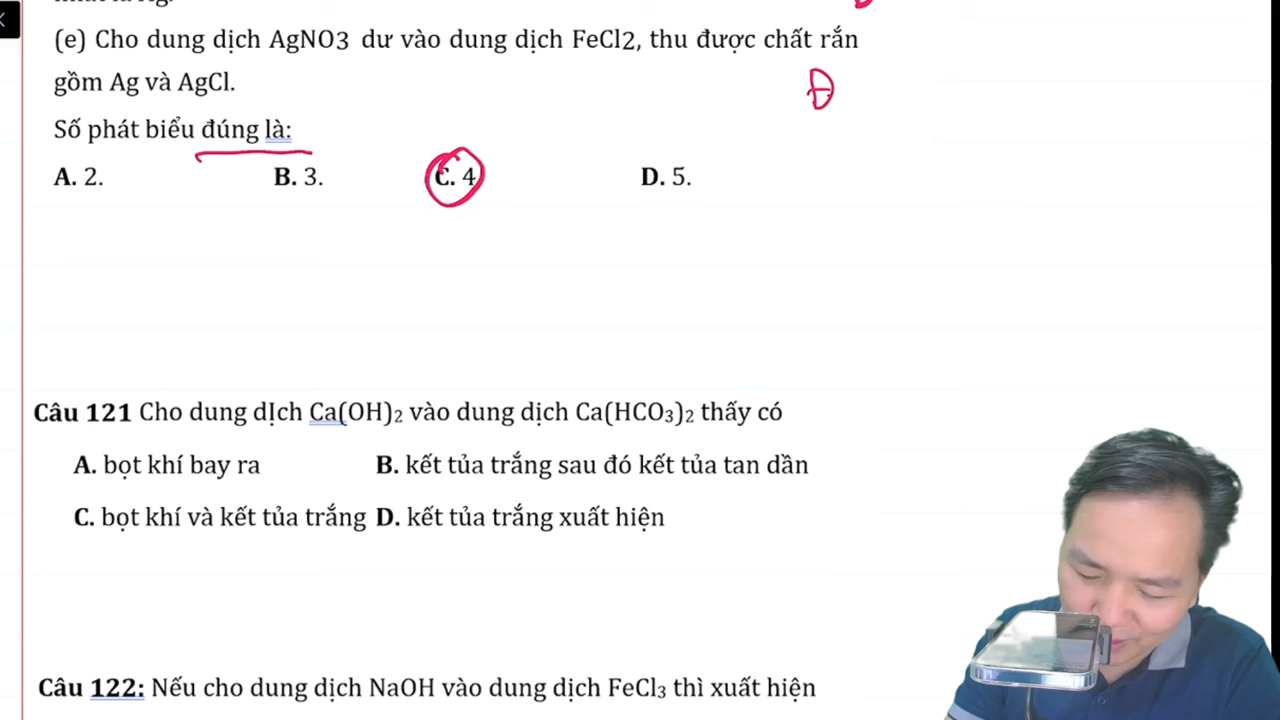 (e) Cho dung dịch AgNO3 dư vào dung dịch FeCl2, thu được chất rắn
gồm Ag và AgCl.
Đ
Số phát biểu đúng là:
A. 2. B. 3. C. 4 D. 5.
Câu 121 Cho dung dIch Ca(OH)₂ vào dung dịch Ca(HCO₃)₂ thấy có
A. bọt khí bay ra B. kết tủa trắng sau đó kết tủa tan dần
C. bọt khí và kết tủa trắng D. kết tủa trắng xuất hiện
Câu 122: Nếu cho dung dịch NaOH vào dung dịch FeCl₃ thì xuất hiện